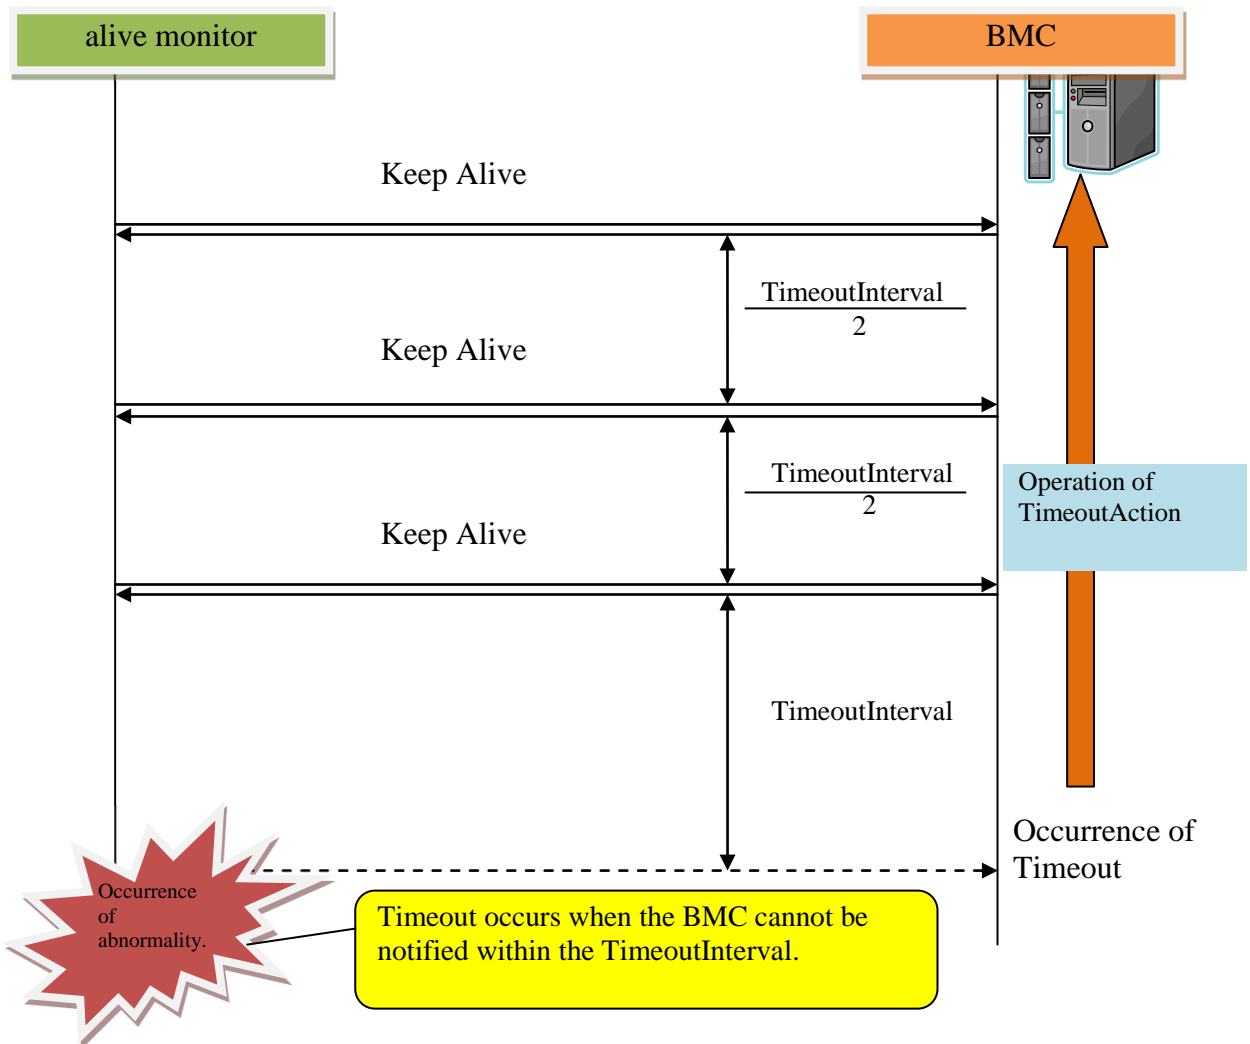 alive monitor
BMC
Keep Alive
TimeoutInterval
2
Keep Alive
TimeoutInterval
2
Operation of
TimeoutAction
Keep Alive
TimeoutInterval
Occurrence of
Timeout
Occurrence
of
abnormality.
Timeout occurs when the BMC cannot be
notified within the TimeoutInterval.